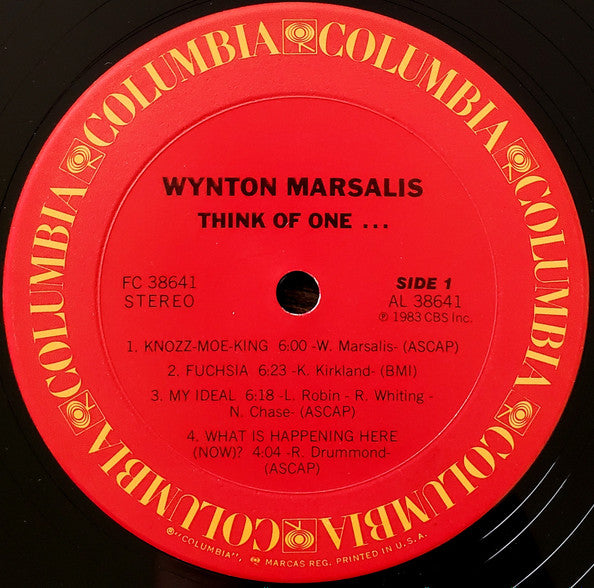 COLUMBIA COLUMBIA COLUMBIA COLUMBIA COLUMBIA COLUMBIA COLUMBIA COLUMBIA
WYNTON MARSALIS
THINK OF ONE ...
FC 38641
STEREO
SIDE 1
AL 38641
℗ 1983 CBS Inc.
1. KNOZZ-MOE-KING 6:00 -W. Marsalis- (ASCAP)
2. FUCHSIA 6:23 -K. Kirkland- (BMI)
3. MY IDEAL 6:18 -L. Robin - R. Whiting -
N. Chase- (ASCAP)
4. WHAT IS HAPPENING HERE
(NOW)? 4:04 -R. Drummond-
(ASCAP)
®"COLUMBIA", MARCAS REG. PRINTED IN U.S.A.